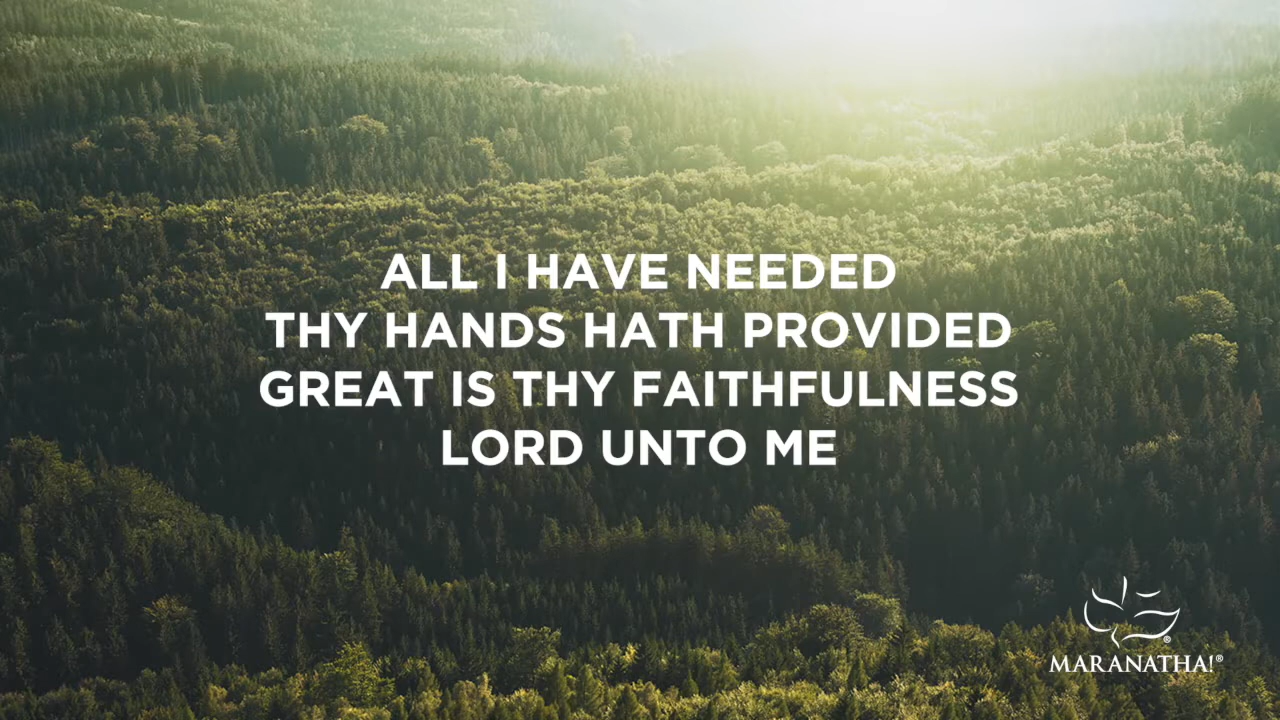 ALL I HAVE NEEDED
THY HANDS HATH PROVIDED
GREAT IS THY FAITHFULNESS
LORD UNTO ME
®
MARANATHA!®